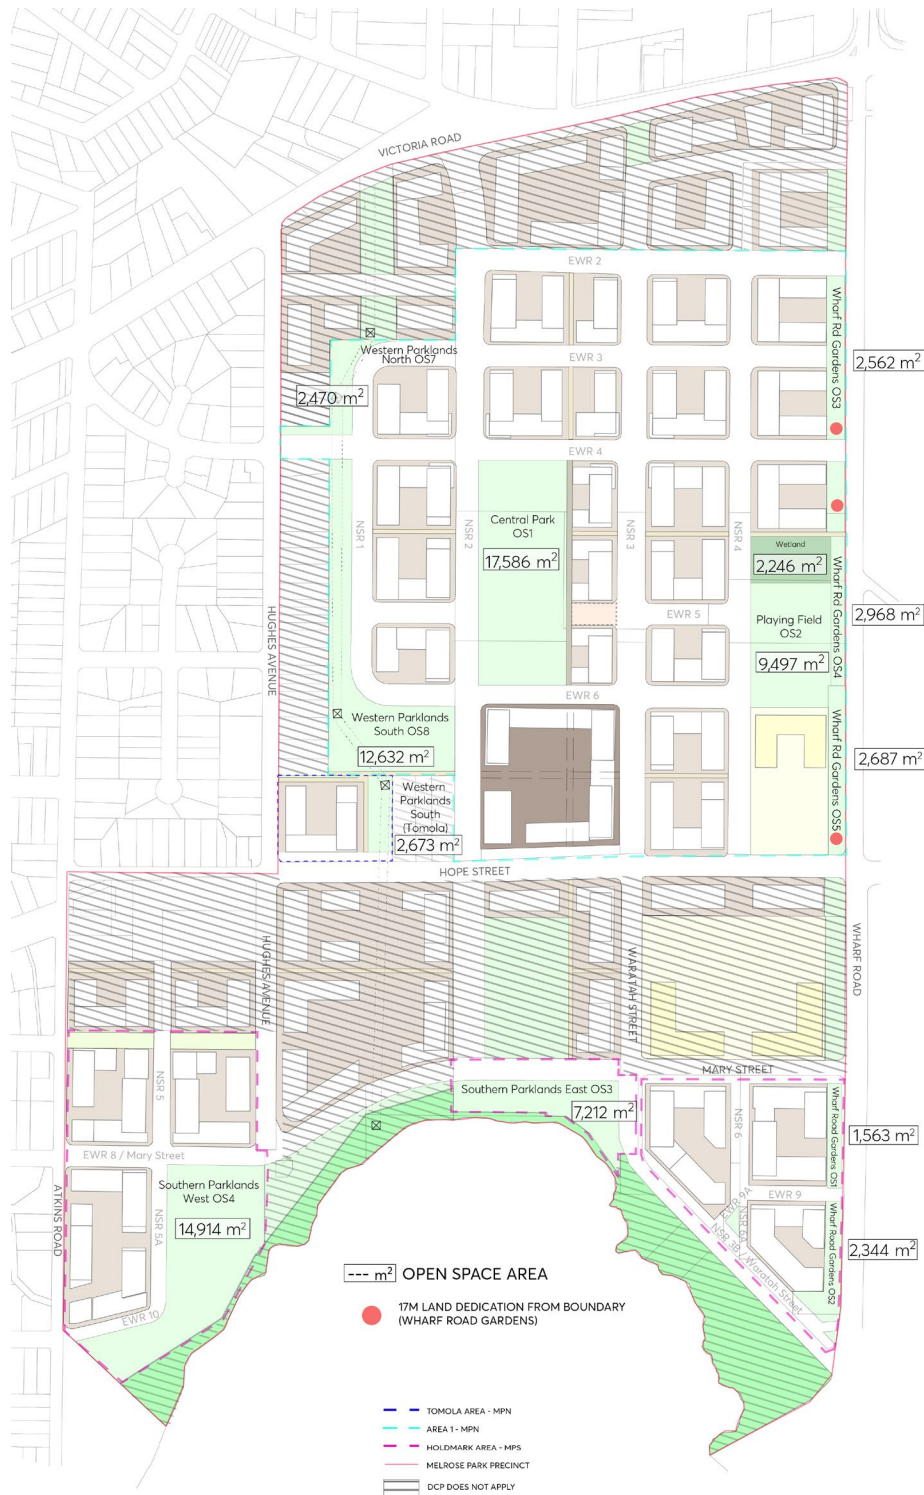 VICTORIA ROAD
EWR 2
Western Parklands
North OS7
2,470 m²
EWR 3
Wharf Rd Gardens OS3
2,562 m²
EWR 4
NSR 1
NSR 2
Central Park
OS1
17,586 m²
NSR 3
NSR 4
Wetland
2,246 m²
Wharf Rd Gardens OS4
2,968 m²
EWR 5
Playing Field
OS2
9,497 m²
HUGHES AVENUE
EWR 6
Western Parklands
South OS8
12,632 m²
Wharf Rd Gardens OS5
2,687 m²
Western
Parklands
South
(Tomola)
2,673 m²
HOPE STREET
HUGHES AVENUE
WARATAH STREET
WHARF ROAD
MARY STREET
NSR 5
Southern Parklands East OS3
7,212 m²
NSR 6
Wharf Road Gardens OS1
1,563 m²
EWR 8 / Mary Street
ATKINS ROAD
NSR 5A
Southern Parklands
West OS4
14,914 m²
EWR 9
EWR 9A
NSR 6A
NSR 3B / Waratah Street
Wharf Road Gardens OS2
2,344 m²
EWR 10
--- m² OPEN SPACE AREA
17M LAND DEDICATION FROM BOUNDARY
(WHARF ROAD GARDENS)
TOMOLA AREA - MPN
AREA 1 - MPN
HOLDMARK AREA - MPS
MELROSE PARK PRECINCT
DCP DOES NOT APPLY